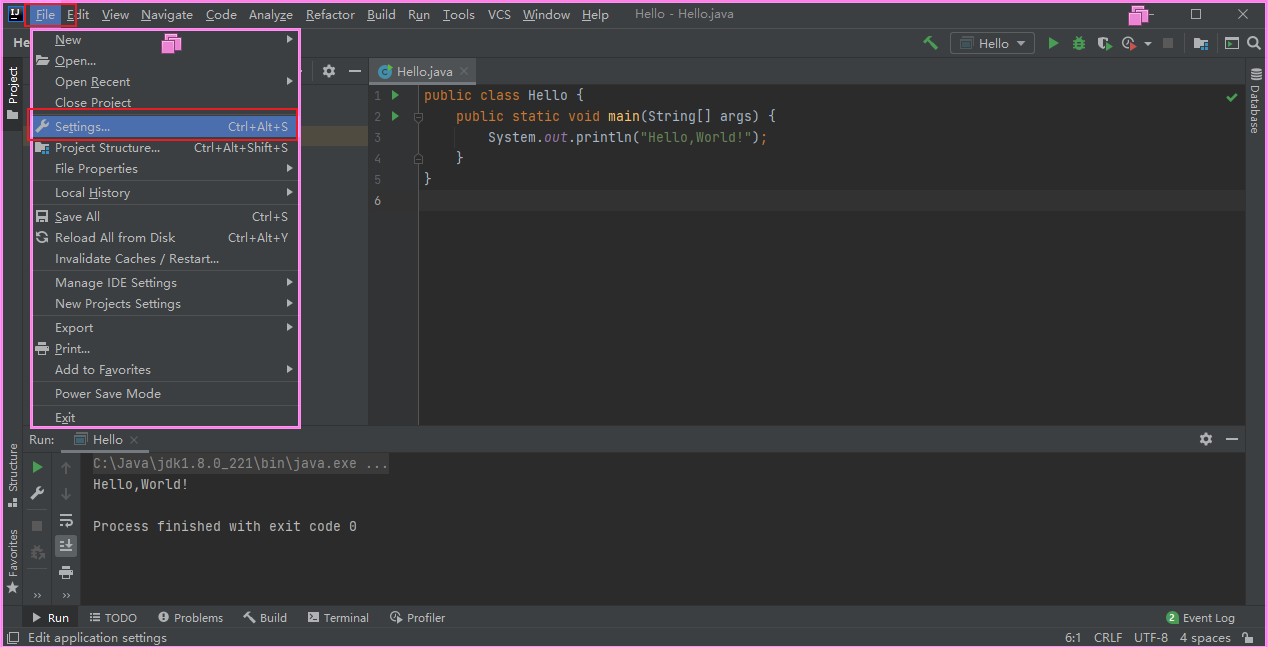 File Edit View Navigate Code Analyze Refactor Build Run Tools VCS Window Help Hello - Hello.java
He
Hello
New
Open...
Open Recent
Close Project
Settings... Ctrl+Alt+S
Project Structure... Ctrl+Alt+Shift+S
File Properties
Local History
Save All Ctrl+S
Reload All from Disk Ctrl+Alt+Y
Invalidate Caches / Restart...
Manage IDE Settings
New Projects Settings
Export
Print...
Add to Favorites
Power Save Mode
Exit
Project
Structure
Favorites
Hello.java
1 public class Hello {
2 public static void main(String[] args) {
3 System.out.println("Hello,World!");
4 }
5 }
6
Database
Run: Hello
C:\Java\jdk1.8.0_221\bin\java.exe ...
Hello,World!
Process finished with exit code 0
Run TODO Problems Build Terminal Profiler 2 Event Log
Edit application settings 6:1 CRLF UTF-8 4 spaces